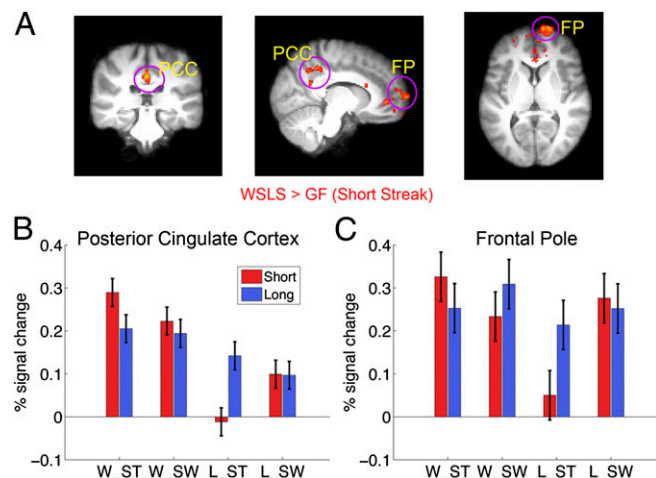 A
PCC
PCC
FP
FP
WSLS > GF (Short Streak)
B
Posterior Cingulate Cortex
0.4
0.3
0.2
0.1
0
−0.1
% signal change
Short
Long
W ST W SW L ST L SW
C
Frontal Pole
0.4
0.3
0.2
0.1
0
−0.1
% signal change
W ST W SW L ST L SW